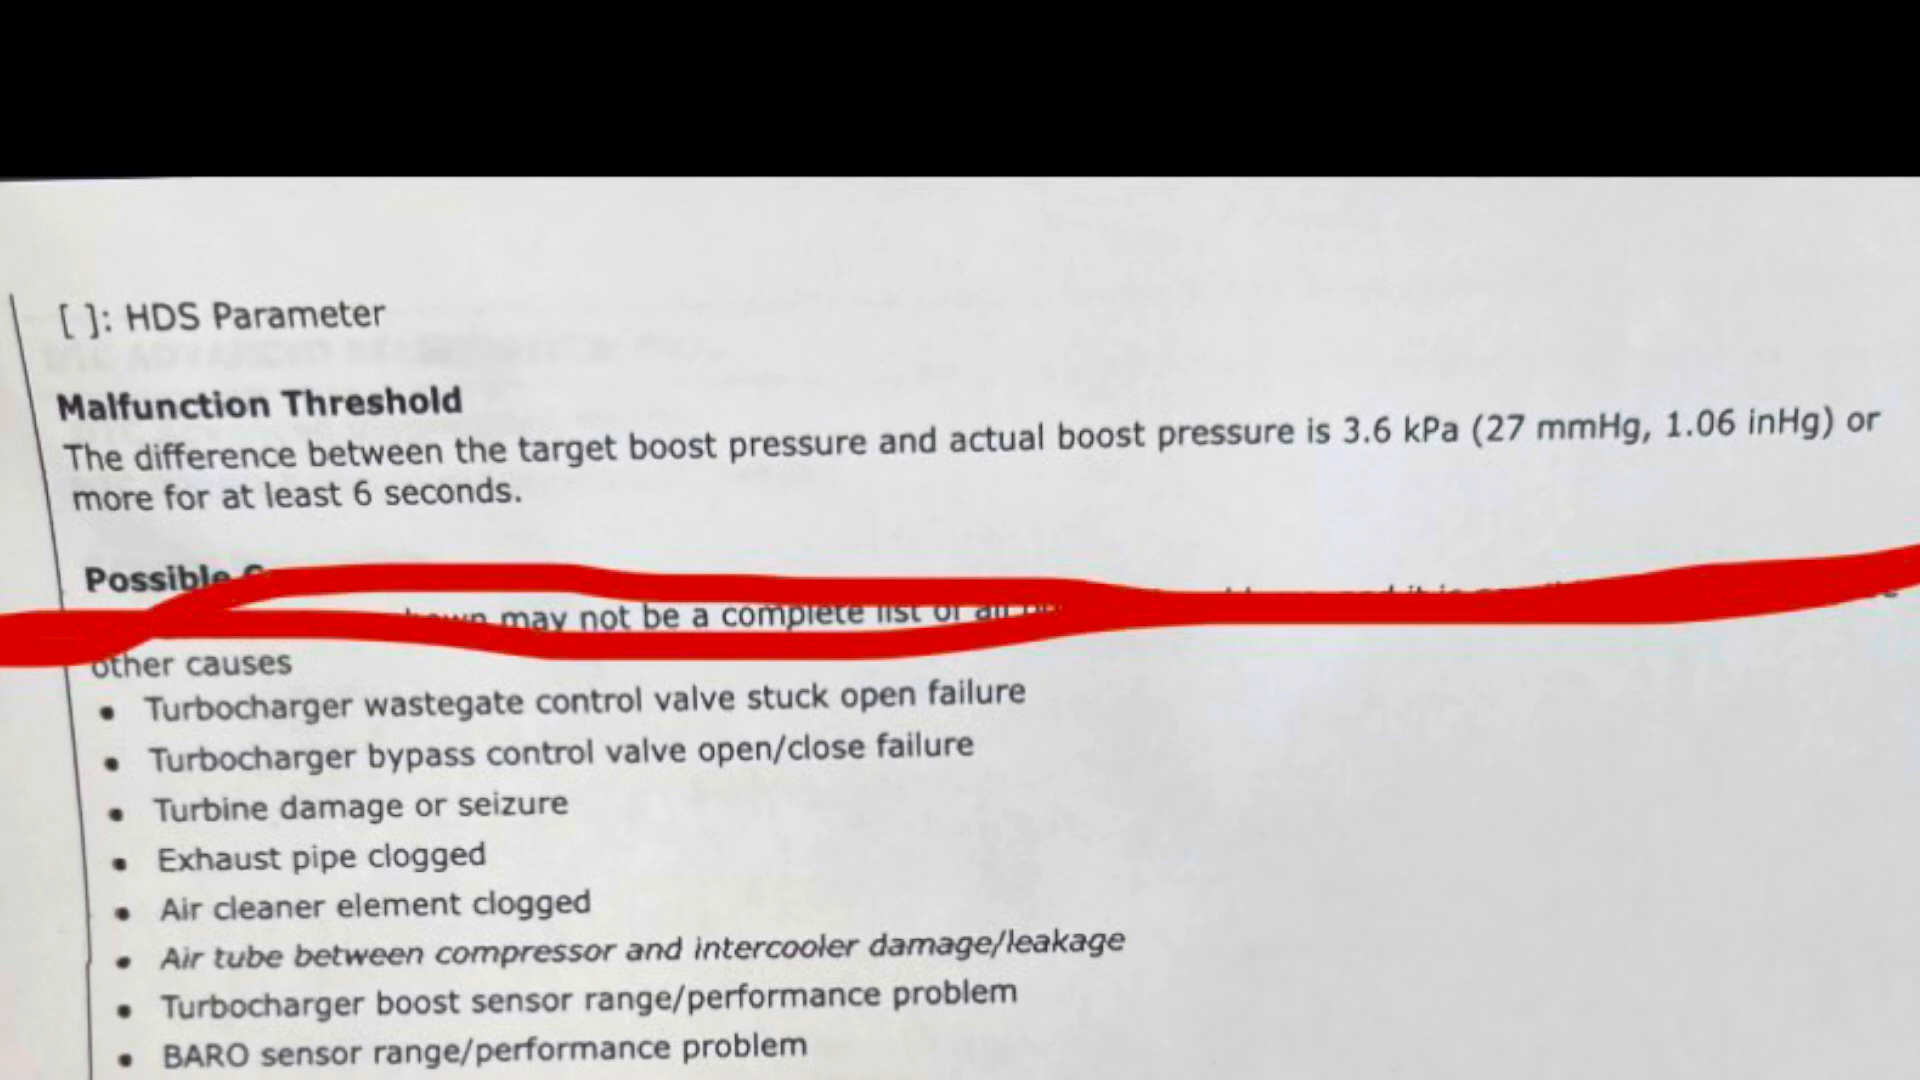 [ ]: HDS Parameter
Malfunction Threshold
The difference between the target boost pressure and actual boost pressure is 3.6 kPa (27 mmHg, 1.06 inHg) or
more for at least 6 seconds.
Possible
may not be a complete list of all
other causes
• Turbocharger wastegate control valve stuck open failure
• Turbocharger bypass control valve open/close failure
• Turbine damage or seizure
• Exhaust pipe clogged
• Air cleaner element clogged
• Air tube between compressor and intercooler damage/leakage
• Turbocharger boost sensor range/performance problem
• BARO sensor range/performance problem